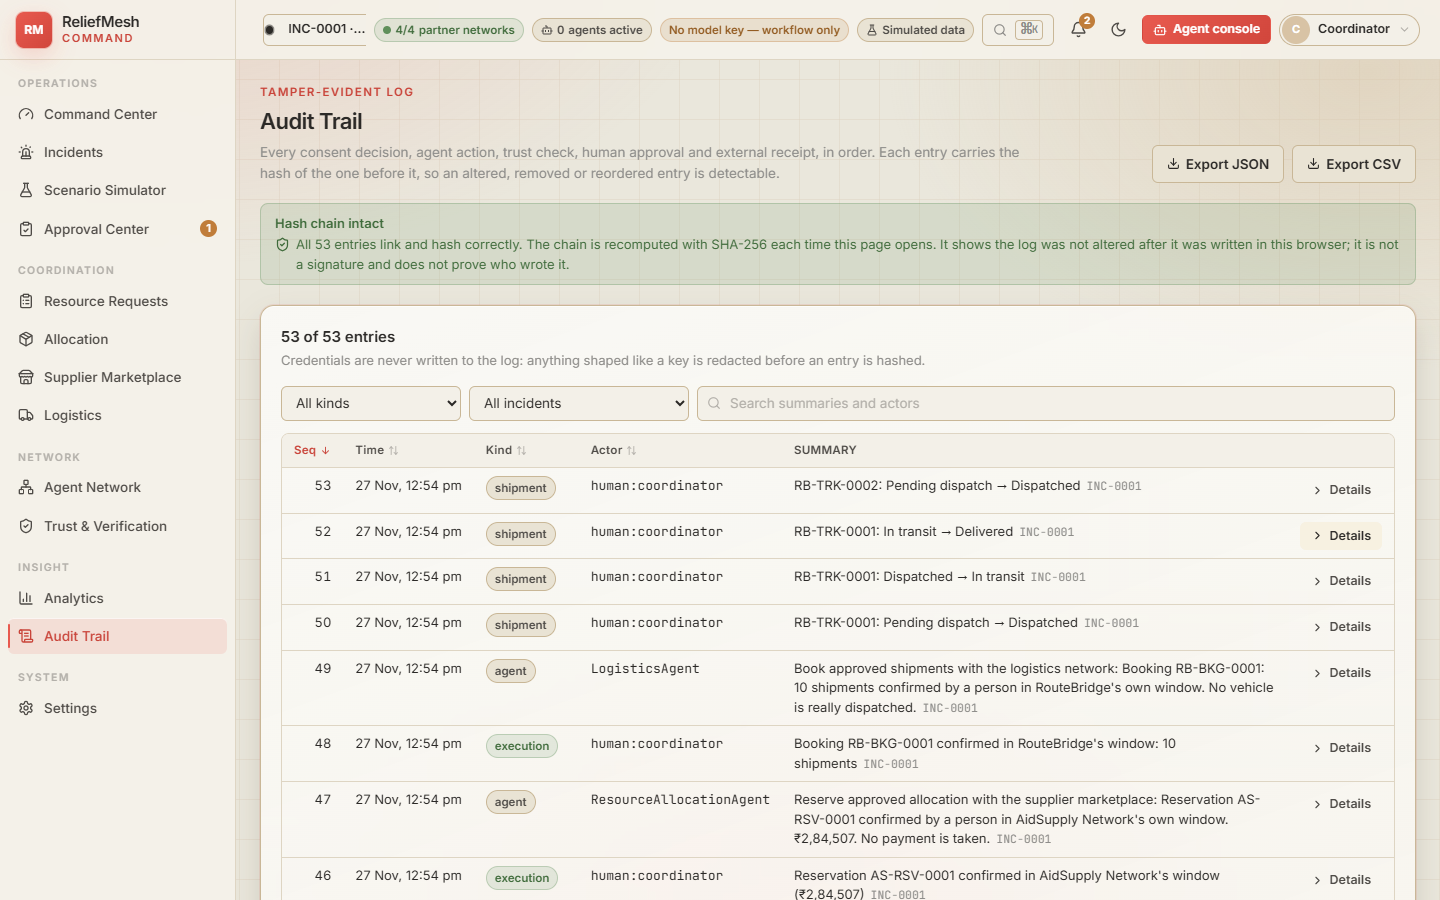 RM
ReliefMesh
COMMAND
INC-0001 ·...
4/4 partner networks
0 agents active
No model key — workflow only
Simulated data
⌘K
2
Agent console
C
Coordinator
OPERATIONS
Command Center
Incidents
Scenario Simulator
Approval Center
1
COORDINATION
Resource Requests
Allocation
Supplier Marketplace
Logistics
NETWORK
Agent Network
Trust & Verification
INSIGHT
Analytics
Audit Trail
SYSTEM
Settings
TAMPER-EVIDENT LOG
Audit Trail
Every consent decision, agent action, trust check, human approval and external receipt, in order. Each entry carries the
hash of the one before it, so an altered, removed or reordered entry is detectable.
Export JSON
Export CSV
Hash chain intact
All 53 entries link and hash correctly. The chain is recomputed with SHA-256 each time this page opens. It shows the log was not altered after it was written in this browser; it is not
a signature and does not prove who wrote it.
53 of 53 entries
Credentials are never written to the log: anything shaped like a key is redacted before an entry is hashed.
All kinds
All incidents
Search summaries and actors
Seq ↓ Time ↑↓ Kind ↑↓ Actor ↑↓ SUMMARY
53 27 Nov, 12:54 pm shipment human:coordinator RB-TRK-0002: Pending dispatch → Dispatched INC-0001 Details
52 27 Nov, 12:54 pm shipment human:coordinator RB-TRK-0001: In transit → Delivered INC-0001 Details
51 27 Nov, 12:54 pm shipment human:coordinator RB-TRK-0001: Dispatched → In transit INC-0001 Details
50 27 Nov, 12:54 pm shipment human:coordinator RB-TRK-0001: Pending dispatch → Dispatched INC-0001 Details
49 27 Nov, 12:54 pm agent LogisticsAgent Book approved shipments with the logistics network: Booking RB-BKG-0001: Details
10 shipments confirmed by a person in RouteBridge's own window. No vehicle
is really dispatched. INC-0001
48 27 Nov, 12:54 pm execution human:coordinator Booking RB-BKG-0001 confirmed in RouteBridge's window: 10 Details
shipments INC-0001
47 27 Nov, 12:54 pm agent ResourceAllocationAgent Reserve approved allocation with the supplier marketplace: Reservation AS- Details
RSV-0001 confirmed by a person in AidSupply Network's own window.
₹2,84,507. No payment is taken. INC-0001
46 27 Nov, 12:54 pm execution human:coordinator Reservation AS-RSV-0001 confirmed in AidSupply Network's window Details
(₹2,84,507) INC-0001